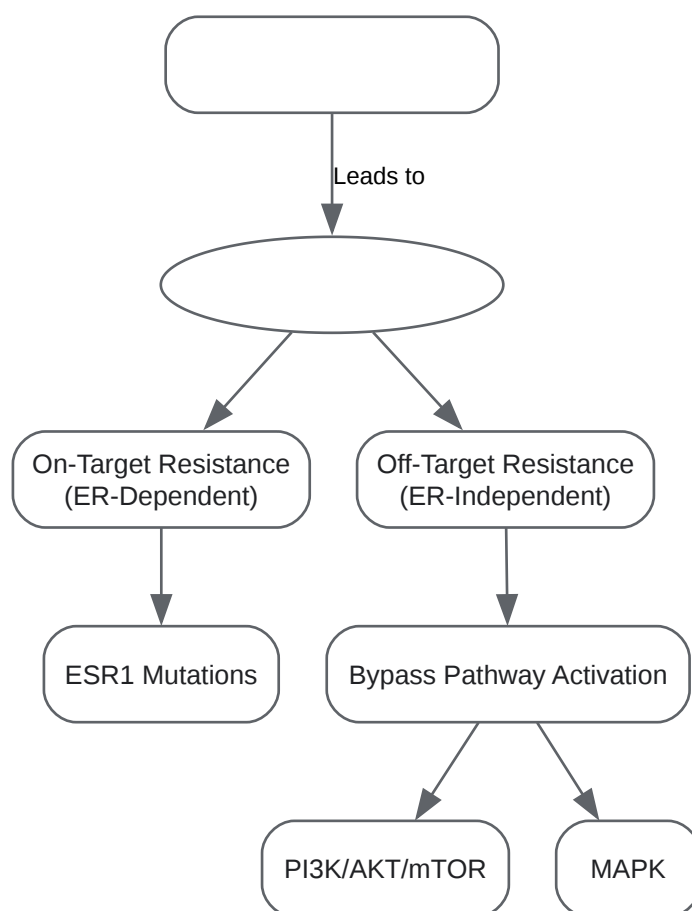 Leads to
On-Target Resistance
(ER-Dependent)
Off-Target Resistance
(ER-Independent)
ESR1 Mutations
Bypass Pathway Activation
PI3K/AKT/mTOR
MAPK